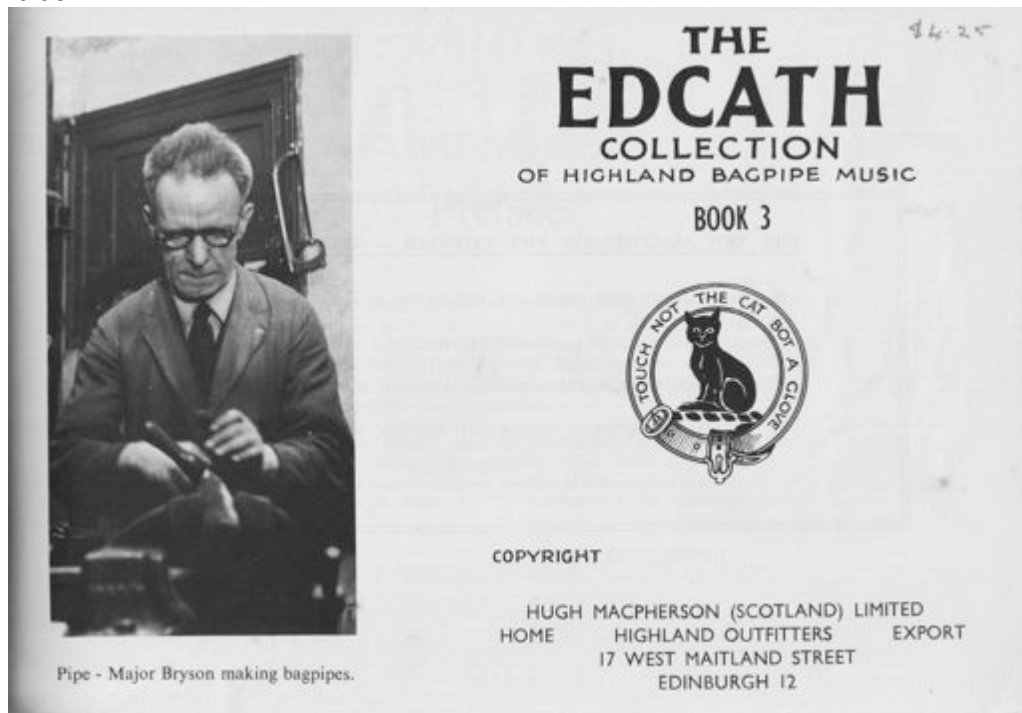 Pipe - Major Bryson making bagpipes.
$4.25
THE
EDCATH
COLLECTION
OF HIGHLAND BAGPIPE MUSIC
BOOK 3
TOUCH NOT THE CAT BOT A GLOVE
COPYRIGHT
HUGH MACPHERSON (SCOTLAND) LIMITED
HOME HIGHLAND OUTFITTERS EXPORT
17 WEST MAITLAND STREET
EDINBURGH 12